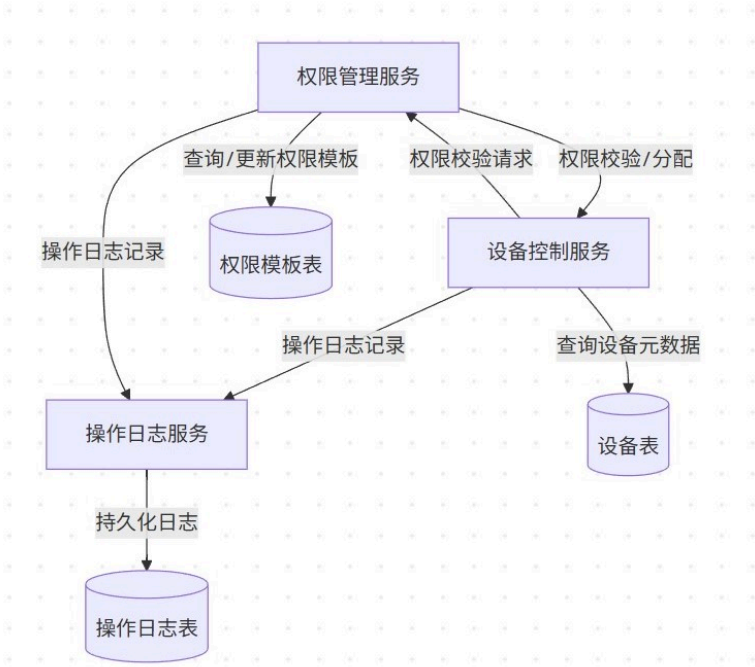 权限管理服务
查询/更新权限模板
权限校验请求
权限校验/分配
操作日志记录
权限模板表
设备控制服务
操作日志记录
查询设备元数据
操作日志服务
设备表
持久化日志
操作日志表